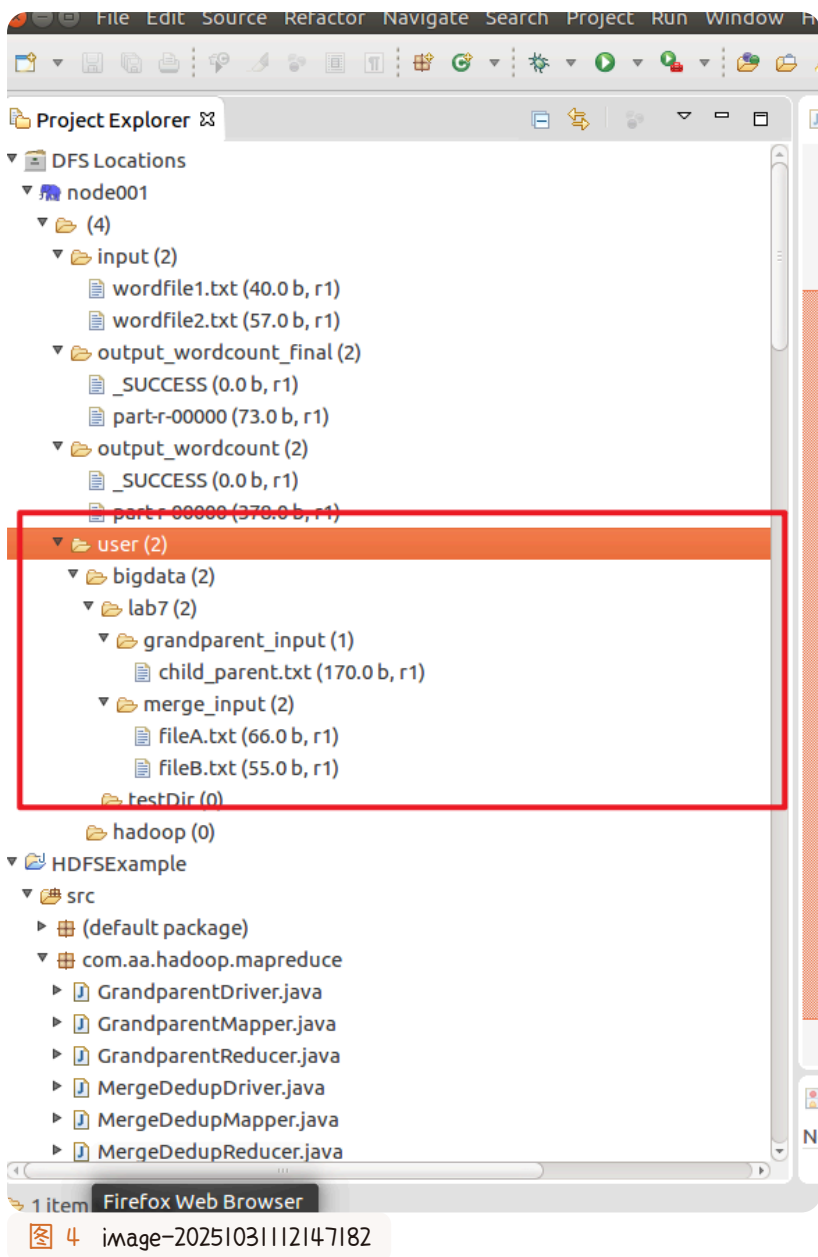 File Edit Source Refactor Navigate Search Project Run Window H
Project Explorer
DFS Locations
node001
(4)
input (2)
wordfile1.txt (40.0 b, r1)
wordfile2.txt (57.0 b, r1)
output_wordcount_final (2)
_SUCCESS (0.0 b, r1)
part-r-00000 (73.0 b, r1)
output_wordcount (2)
_SUCCESS (0.0 b, r1)
part-r-00000 (378.0 b, r1)
user (2)
bigdata (2)
lab7 (2)
grandparent_input (1)
child_parent.txt (170.0 b, r1)
merge_input (2)
fileA.txt (66.0 b, r1)
fileB.txt (55.0 b, r1)
testDir (0)
hadoop (0)
HDFSExample
src
(default package)
com.aa.hadoop.mapreduce
GrandparentDriver.java
GrandparentMapper.java
GrandparentReducer.java
MergeDedupDriver.java
MergeDedupMapper.java
MergeDedupReducer.java
N
1 item
Firefox Web Browser
图 4 image-20251031112147182